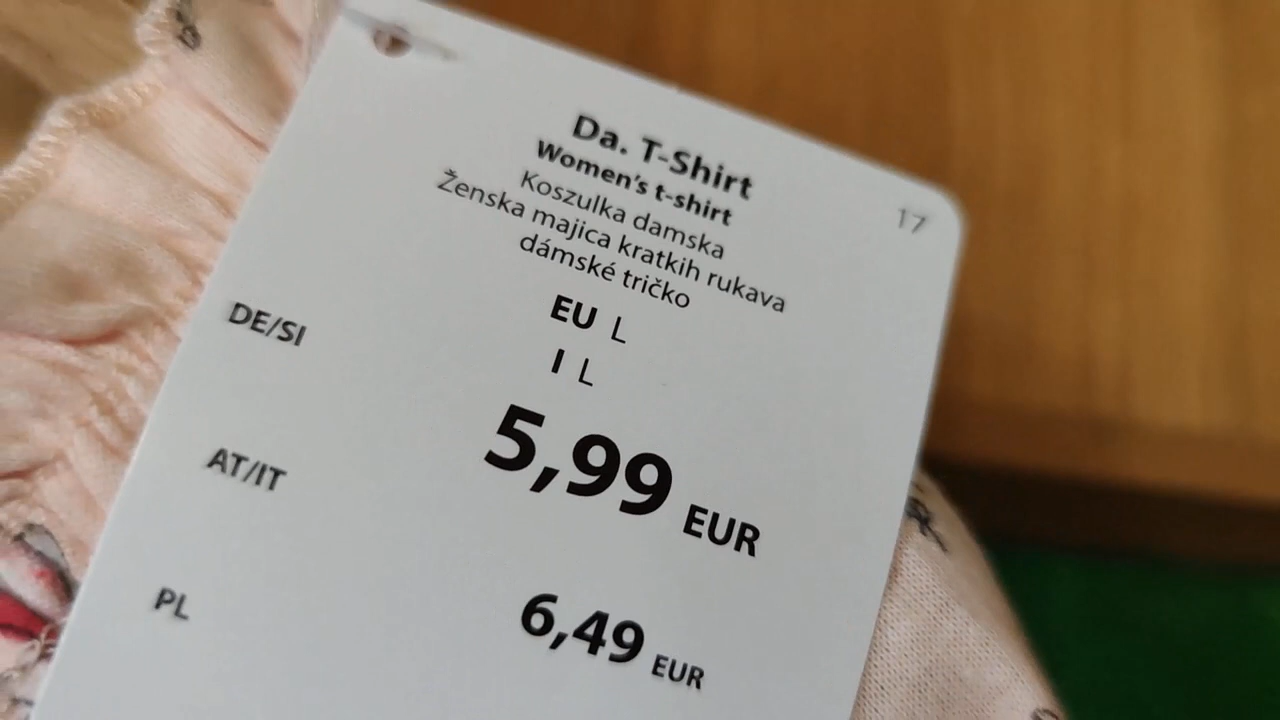 Da. T-Shirt
Women's t-shirt
17
Koszulka damska
Ženska majica kratkih rukava
dámské tričko
EU L
I L
DE/SI
5,99 EUR
AT/IT
6,49 EUR
PL